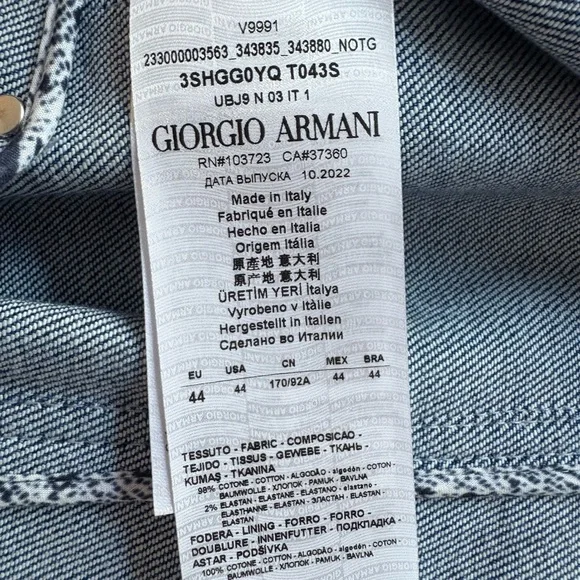 V9991
233000003563_343835_343880_NOTG
3SHGG0YQ T043S
UBJ9 N 03 IT 1
GIORGIO ARMANI
RN#103723 CA#37360
ДАТА ВЫПУСКА 10.2022
Made in Italy
Fabriqué en Italie
Hecho en Italia
Origem Itália
原產地 意大利
原产地 意大利
ÜRETİM YERİ İtalya
Vyrobeno v Itàlie
Hergestellt in Italien
Сделано во Италии
EU USA CN MEX BRA
44 44 170/92A 44 44
TESSUTO - FABRIC - COMPOSICAO -
TEJIDO - TISSUS - GEWEBE - ТКАНЬ -
KUMAŞ - TKANINA
98% COTONE - COTTON - ALGODÃO - algodón - COTON -
BAUMWOLLE - ХЛОПОК - PAMUK - BAVLNA
2% ELASTAN - ELASTANE - ELASTANO - elastano -
ELASTHANNE - ELASTHAN - ЭЛАСТАН - ELASTAN -
ELASTAN
FODERA - LINING - FORRO - FORRO -
DOUBLURE - INNENFUTTER - ПОДКЛАДКА -
ASTAR - PODŠÍVKA
100% COTONE - COTTON - ALGODÃO - algodón - COTON -
BAUMWOLLE - ХЛОПОК - PAMUK - BAVLNA